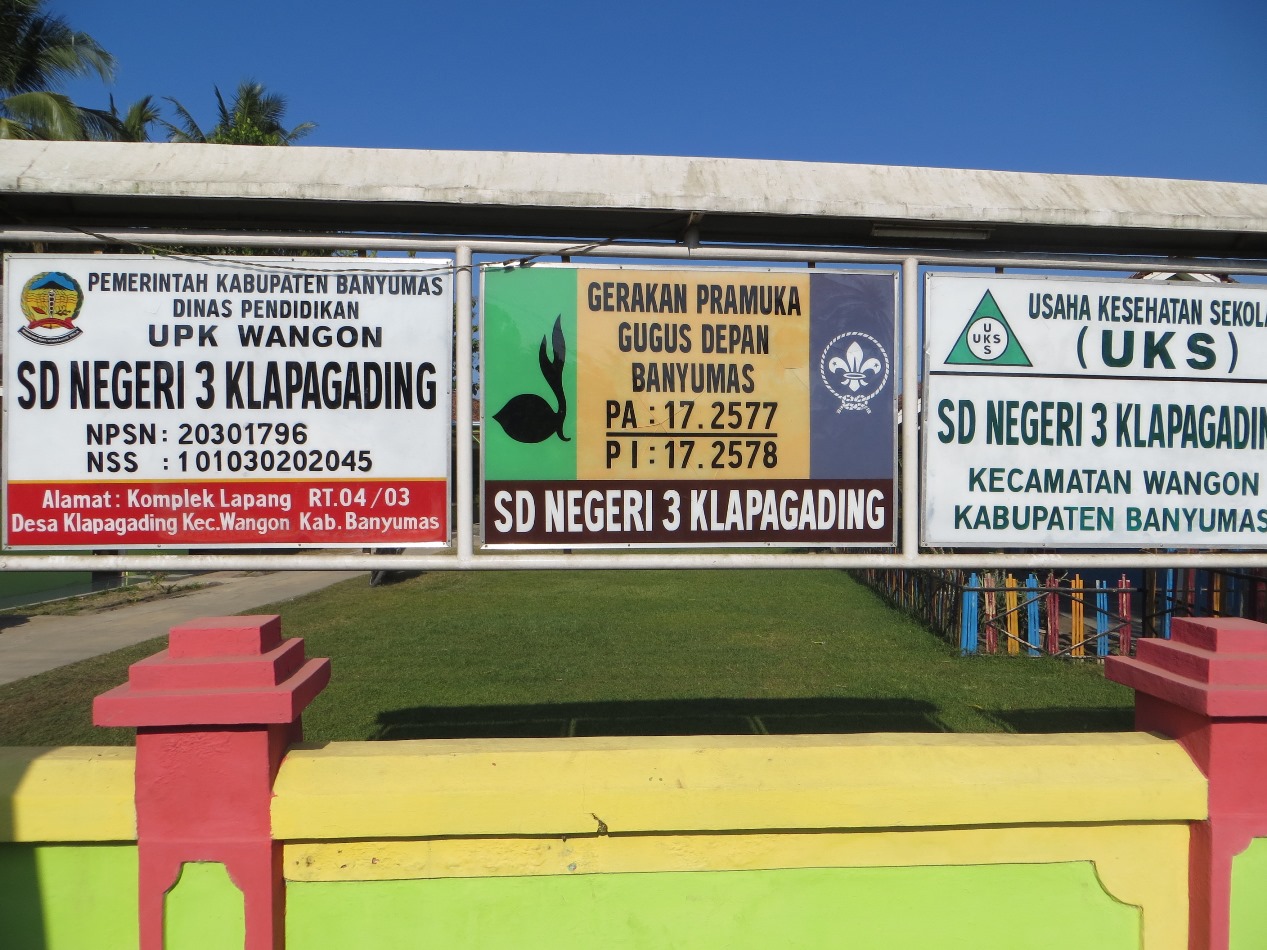 PEMERINTAH KABUPATEN BANYUMAS
DINAS PENDIDIKAN
UPK WANGON
SD NEGERI 3 KLAPAGADING
NPSN : 20301796
NSS : 101030202045
Alamat : Komplek Lapang RT.04/03
Desa Klapagading Kec.Wangon Kab.Banyumas
GERAKAN PRAMUKA
GUGUS DEPAN
BANYUMAS
PA : 17.2577
PI : 17.2578
SD NEGERI 3 KLAPAGADING
UKS
S
USAHA KESEHATAN SEKOLA
(UKS)
SD NEGERI 3 KLAPAGADIN
KECAMATAN WANGON
KABUPATEN BANYUMAS